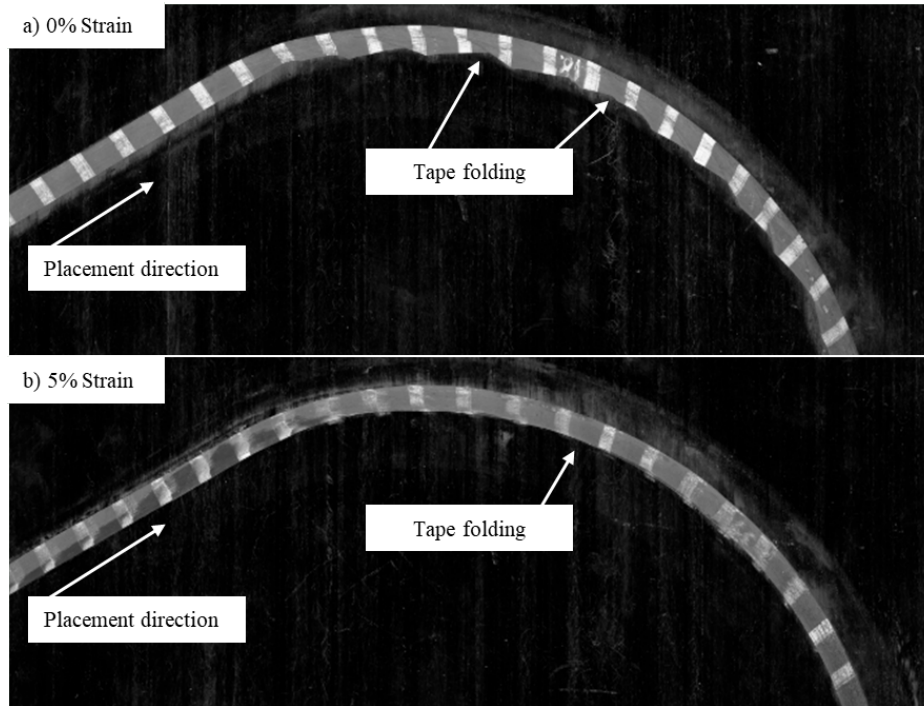 a) 0% Strain
Tape folding
Placement direction
b) 5% Strain
Tape folding
Placement direction